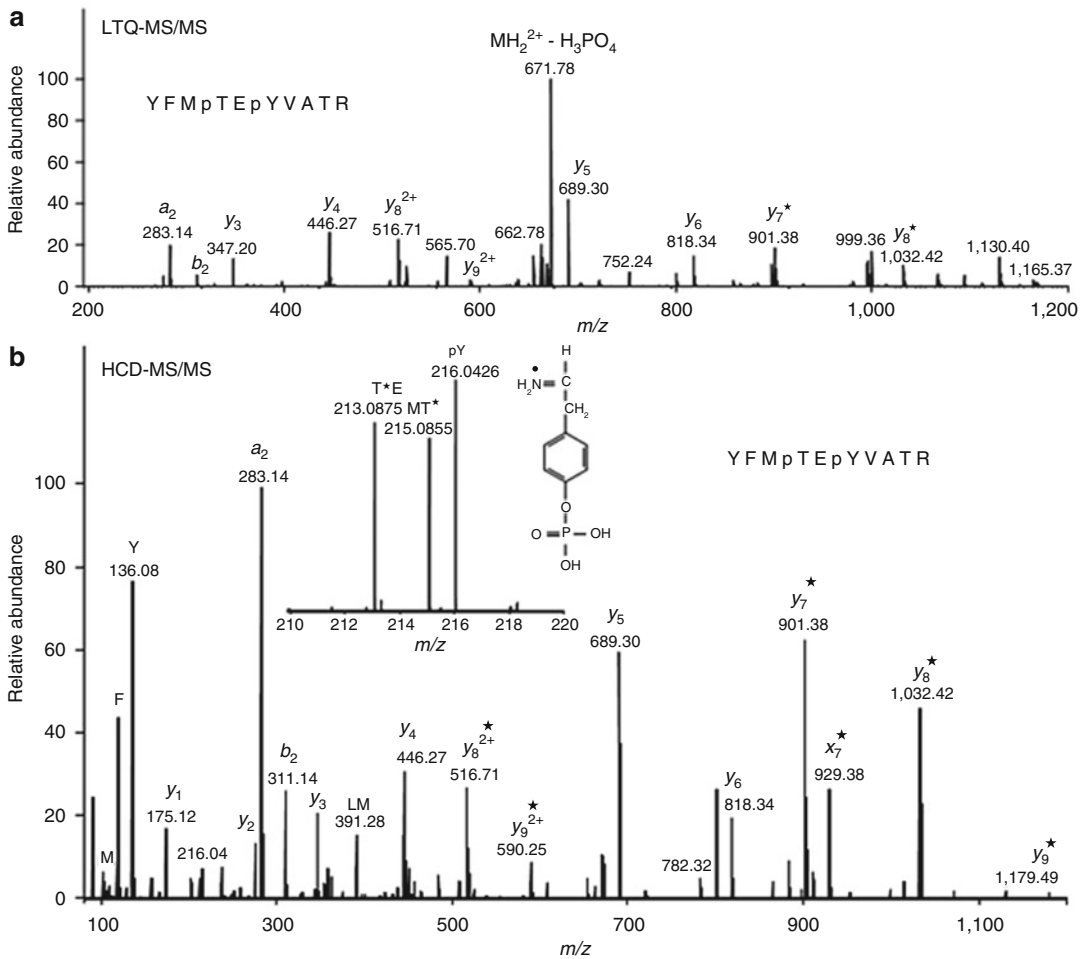 a
LTQ-MS/MS
MH₂²⁺ - H₃PO₄
671.78
Y F M p T E p Y V A T R
Relative abundance
100
80
60
40
20
0
a₂
283.14
b₂
y₃
347.20
y₄
446.27
y₈²⁺
516.71
565.70
y₉²⁺
662.78
y₅
689.30
752.24
y₆
818.34
y₇★
901.38
999.36
y₈★
1,032.42
1,130.40
1,165.37
200 400 600 800 1,000 1,200
m/z
b
HCD-MS/MS
Y F M p T E p Y V A T R
Relative abundance
100
80
60
40
20
0
M
F
Y
136.08
y₁
175.12
216.04
y₂
a₂
283.14
b₂
311.14
y₃
LM
391.28
y₄
446.27
y₈²⁺★
516.71
y₉²⁺★
590.25
y₅
689.30
782.32
y₆
818.34
y₇★
901.38
x₇★
929.38
y₈★
1,032.42
y₉★
1,179.49
100 300 500 700 900 1,100
m/z
T★E
213.0875
MT★
215.0855
pY
216.0426
210 212 214 216 218 220
m/z
H
H₂N C
CH₂
O
O P OH
OH